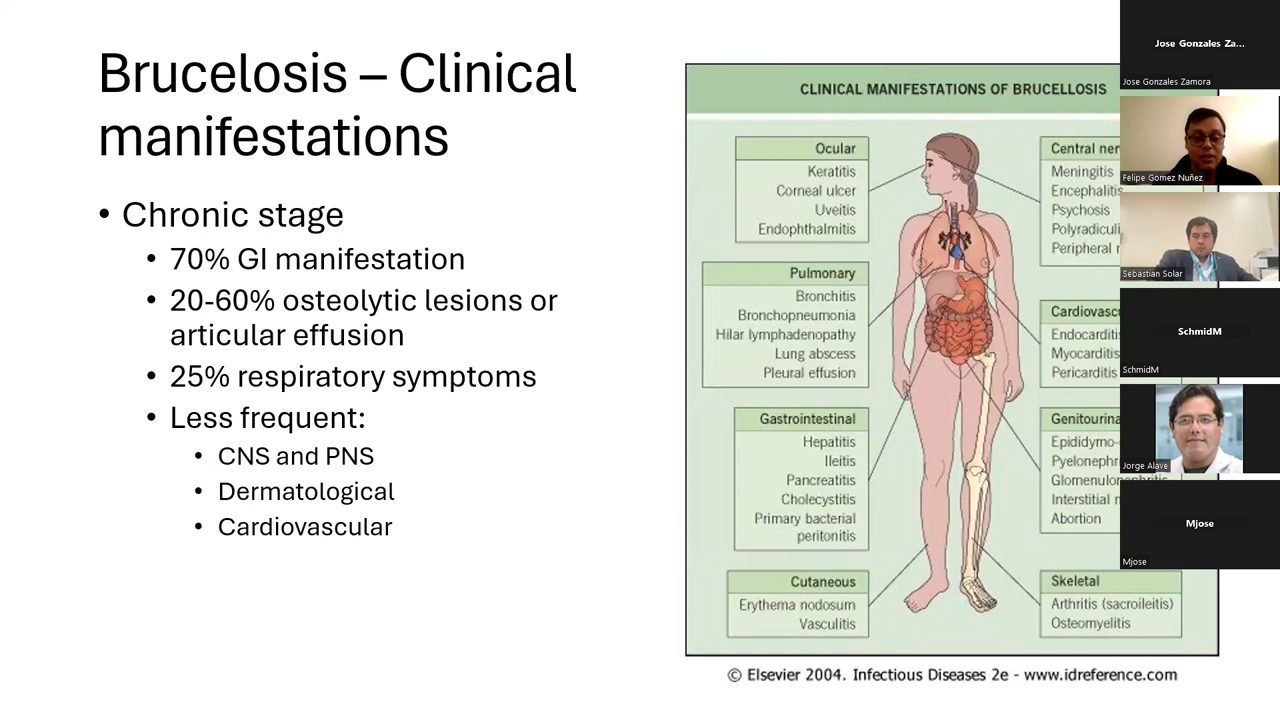 Brucelosis – Clinical
manifestations
• Chronic stage
• 70% GI manifestation
• 20-60% osteolytic lesions or
articular effusion
• 25% respiratory symptoms
• Less frequent:
• CNS and PNS
• Dermatological
• Cardiovascular
CLINICAL MANIFESTATIONS OF BRUCELLOSIS
Ocular
Keratitis
Corneal ulcer
Uveitis
Endophthalmitis
Pulmonary
Bronchitis
Bronchopneumonia
Hilar lymphadenopathy
Lung abscess
Pleural effusion
Gastrointestinal
Hepatitis
Ileitis
Pancreatitis
Cholecystitis
Primary bacterial
peritonitis
Cutaneous
Erythema nodosum
Vasculitis
Central
Meningitis
Encephalitis
Psychosis
Peripheral
Endocarditis
Myocarditis
Pericarditis
Interstitial
Abortion
Skeletal
Arthritis (sacroileitis)
Osteomyelitis
© Elsevier 2004. Infectious Diseases 2e - www.idreference.com
Jose Gonzales Za...
Jose Gonzales Zamora
Felipe Gomez Nuñez
Sebastian Solar
SchmidM
SchmidM
Jorge Alave
Mjose
Mjose